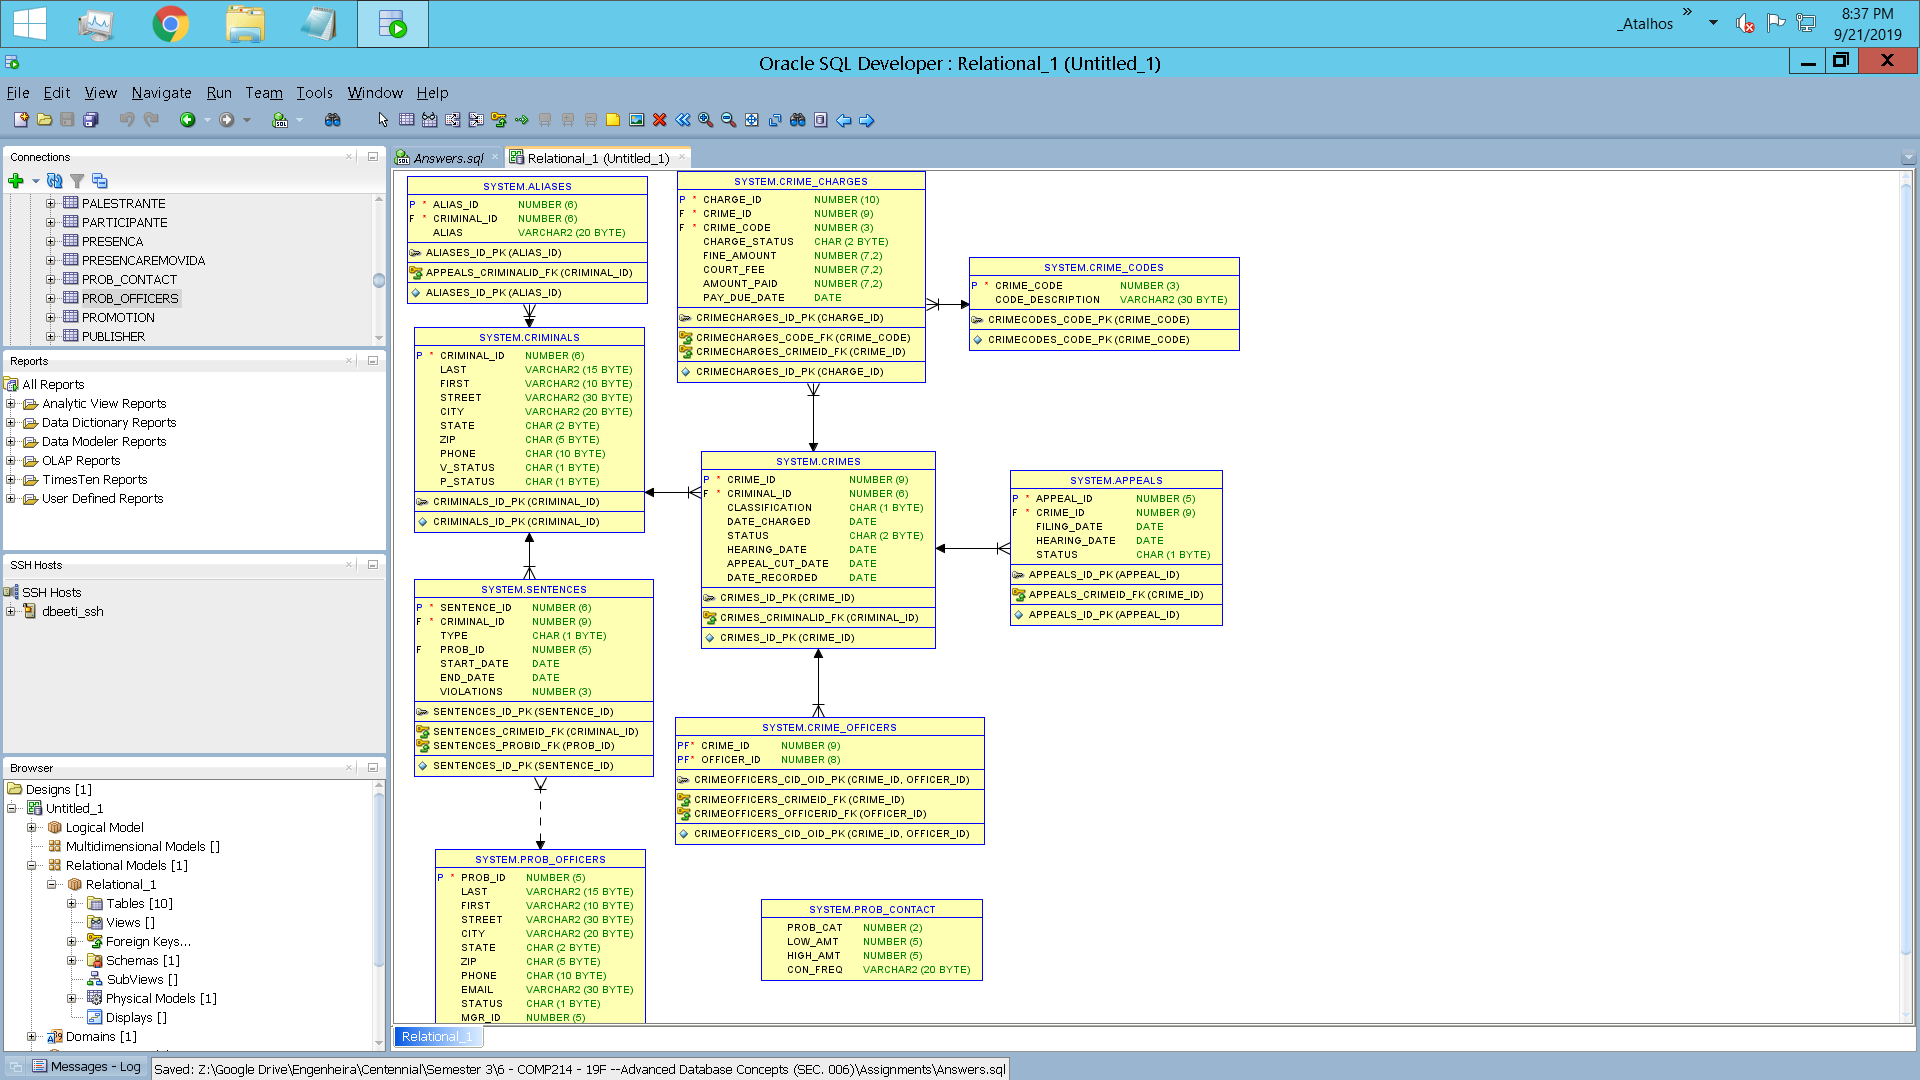 _Atalhos
»
8:37 PM
9/21/2019
Oracle SQL Developer : Relational_1 (Untitled_1)
File Edit View Navigate Run Team Tools Window Help
Connections
PALESTRANTE
PARTICIPANTE
PRESENCA
PRESENCAREMOVIDA
PROB_CONTACT
PROB_OFFICERS
PROMOTION
PUBLISHER
Reports
All Reports
Analytic View Reports
Data Dictionary Reports
Data Modeler Reports
OLAP Reports
TimesTen Reports
User Defined Reports
SSH Hosts
SSH Hosts
dbeeti_ssh
Browser
Designs [1]
Untitled_1
Logical Model
Multidimensional Models []
Relational Models [1]
Relational_1
Tables [10]
Views []
Foreign Keys...
Schemas [1]
SubViews []
Physical Models [1]
Displays []
Domains [1]
Answers.sql
Relational_1 (Untitled_1)
SYSTEM.ALIASES
P * ALIAS_ID NUMBER (6)
F * CRIMINAL_ID NUMBER (6)
ALIAS VARCHAR2 (20 BYTE)
ALIASES_ID_PK (ALIAS_ID)
APPEALS_CRIMINALID_FK (CRIMINAL_ID)
ALIASES_ID_PK (ALIAS_ID)
SYSTEM.CRIMINALS
P * CRIMINAL_ID NUMBER (6)
LAST VARCHAR2 (15 BYTE)
FIRST VARCHAR2 (10 BYTE)
STREET VARCHAR2 (30 BYTE)
CITY VARCHAR2 (20 BYTE)
STATE CHAR (2 BYTE)
ZIP CHAR (5 BYTE)
PHONE CHAR (10 BYTE)
V_STATUS CHAR (1 BYTE)
P_STATUS CHAR (1 BYTE)
CRIMINALS_ID_PK (CRIMINAL_ID)
CRIMINALS_ID_PK (CRIMINAL_ID)
SYSTEM.SENTENCES
P * SENTENCE_ID NUMBER (6)
F * CRIMINAL_ID NUMBER (9)
TYPE CHAR (1 BYTE)
F PROB_ID NUMBER (5)
START_DATE DATE
END_DATE DATE
VIOLATIONS NUMBER (3)
SENTENCES_ID_PK (SENTENCE_ID)
SENTENCES_CRIMEID_FK (CRIMINAL_ID)
SENTENCES_PROBID_FK (PROB_ID)
SENTENCES_ID_PK (SENTENCE_ID)
SYSTEM.PROB_OFFICERS
P * PROB_ID NUMBER (5)
LAST VARCHAR2 (15 BYTE)
FIRST VARCHAR2 (10 BYTE)
STREET VARCHAR2 (30 BYTE)
CITY VARCHAR2 (20 BYTE)
STATE CHAR (2 BYTE)
ZIP CHAR (5 BYTE)
PHONE CHAR (10 BYTE)
EMAIL VARCHAR2 (30 BYTE)
STATUS CHAR (1 BYTE)
MGR_ID NUMBER (5)
SYSTEM.CRIME_CHARGES
P * CHARGE_ID NUMBER (10)
F * CRIME_ID NUMBER (9)
F * CRIME_CODE NUMBER (3)
CHARGE_STATUS CHAR (2 BYTE)
FINE_AMOUNT NUMBER (7,2)
COURT_FEE NUMBER (7,2)
AMOUNT_PAID NUMBER (7,2)
PAY_DUE_DATE DATE
CRIMECHARGES_ID_PK (CHARGE_ID)
CRIMECHARGES_CODE_FK (CRIME_CODE)
CRIMECHARGES_CRIMEID_FK (CRIME_ID)
CRIMECHARGES_ID_PK (CHARGE_ID)
SYSTEM.CRIME_CODES
P * CRIME_CODE NUMBER (3)
CODE_DESCRIPTION VARCHAR2 (30 BYTE)
CRIMECODES_CODE_PK (CRIME_CODE)
CRIMECODES_CODE_PK (CRIME_CODE)
SYSTEM.CRIMES
P * CRIME_ID NUMBER (9)
F * CRIMINAL_ID NUMBER (6)
CLASSIFICATION CHAR (1 BYTE)
DATE_CHARGED DATE
STATUS CHAR (2 BYTE)
HEARING_DATE DATE
APPEAL_CUT_DATE DATE
DATE_RECORDED DATE
CRIMES_ID_PK (CRIME_ID)
CRIMES_CRIMINALID_FK (CRIMINAL_ID)
CRIMES_ID_PK (CRIME_ID)
SYSTEM.APPEALS
P * APPEAL_ID NUMBER (5)
F * CRIME_ID NUMBER (9)
FILING_DATE DATE
HEARING_DATE DATE
STATUS CHAR (1 BYTE)
APPEALS_ID_PK (APPEAL_ID)
APPEALS_CRIMEID_FK (CRIME_ID)
APPEALS_ID_PK (APPEAL_ID)
SYSTEM.CRIME_OFFICERS
PF* CRIME_ID NUMBER (9)
PF* OFFICER_ID NUMBER (8)
CRIMEOFFICERS_CID_OID_PK (CRIME_ID, OFFICER_ID)
CRIMEOFFICERS_CRIMEID_FK (CRIME_ID)
CRIMEOFFICERS_OFFICERID_FK (OFFICER_ID)
CRIMEOFFICERS_CID_OID_PK (CRIME_ID, OFFICER_ID)
SYSTEM.PROB_CONTACT
PROB_CAT NUMBER (2)
LOW_AMT NUMBER (5)
HIGH_AMT NUMBER (5)
CON_FREQ VARCHAR2 (20 BYTE)
Relational_1
Messages - Log
Saved: Z:\Google Drive\Engenheira\Centennial\Semester 3\6 - COMP214 - 19F --Advanced Database Concepts (SEC. 006)\Assignments\Answers.sql